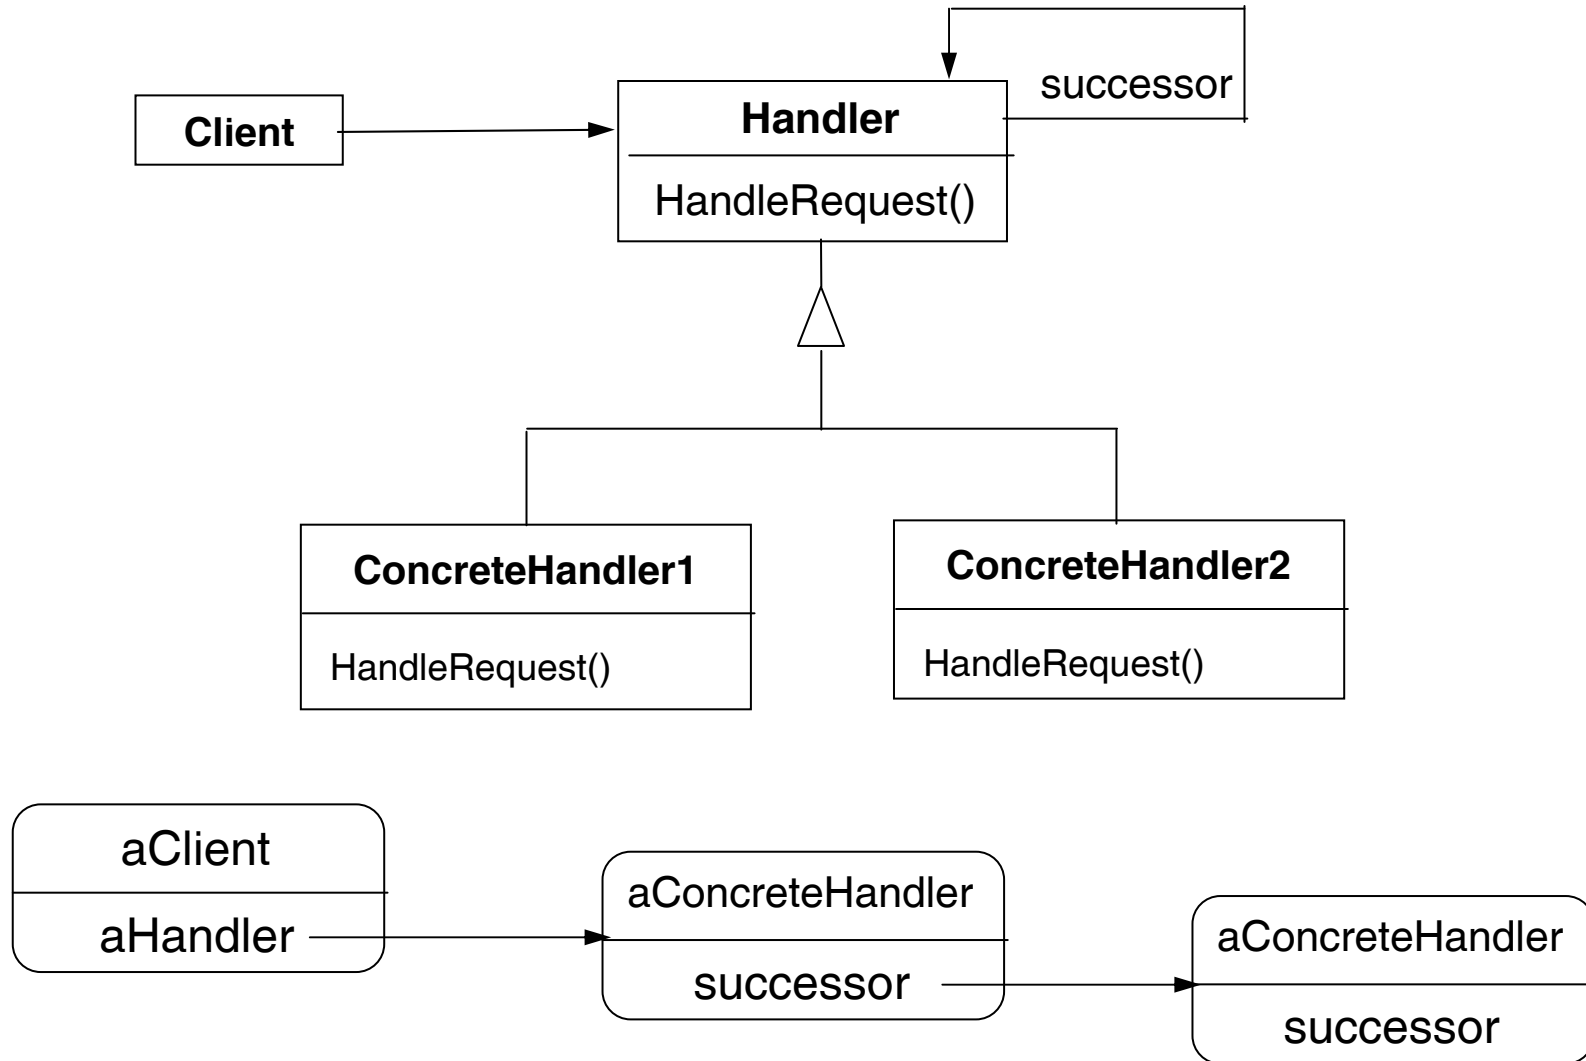 successor
Client
Handler
HandleRequest()
ConcreteHandler1
HandleRequest()
ConcreteHandler2
HandleRequest()
aClient
aHandler
aConcreteHandler
successor
aConcreteHandler
successor